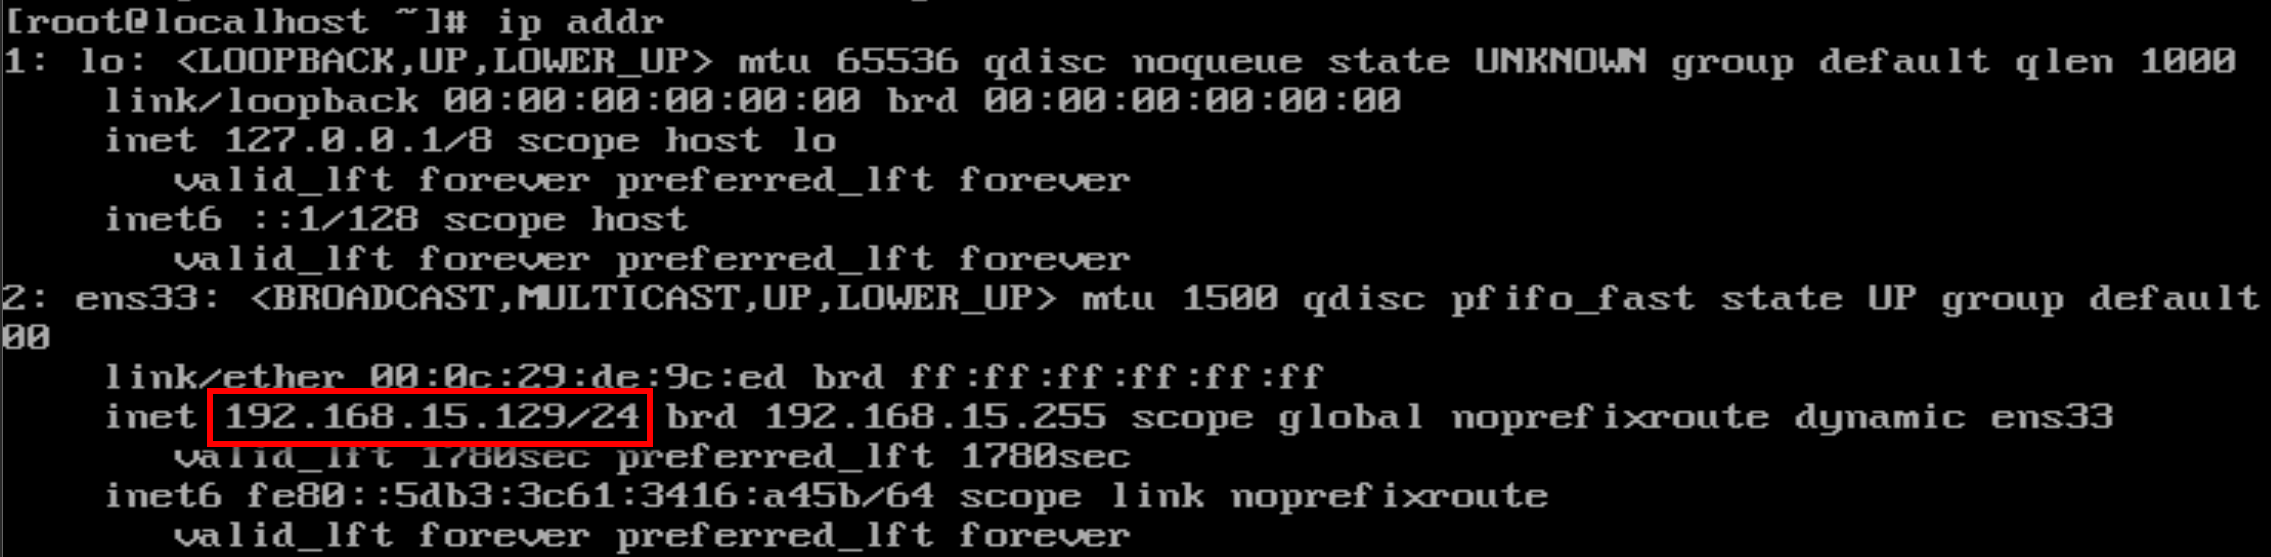 [root@localhost ~]# ip addr
1: lo: <LOOPBACK,UP,LOWER_UP> mtu 65536 qdisc noqueue state UNKNOWN group default qlen 1000
link/loopback 00:00:00:00:00:00 brd 00:00:00:00:00:00
inet 127.0.0.1/8 scope host lo
valid_lft forever preferred_lft forever
inet6 ::1/128 scope host
valid_lft forever preferred_lft forever
2: ens33: <BROADCAST,MULTICAST,UP,LOWER_UP> mtu 1500 qdisc pfifo_fast state UP group default
00
link/ether 00:0c:29:de:9c:ed brd ff:ff:ff:ff:ff:ff
inet 192.168.15.129/24 brd 192.168.15.255 scope global noprefixroute dynamic ens33
valid_lft 1780sec preferred_lft 1780sec
inet6 fe80::5db3:3c61:3416:a45b/64 scope link noprefixroute
valid_lft forever preferred_lft forever